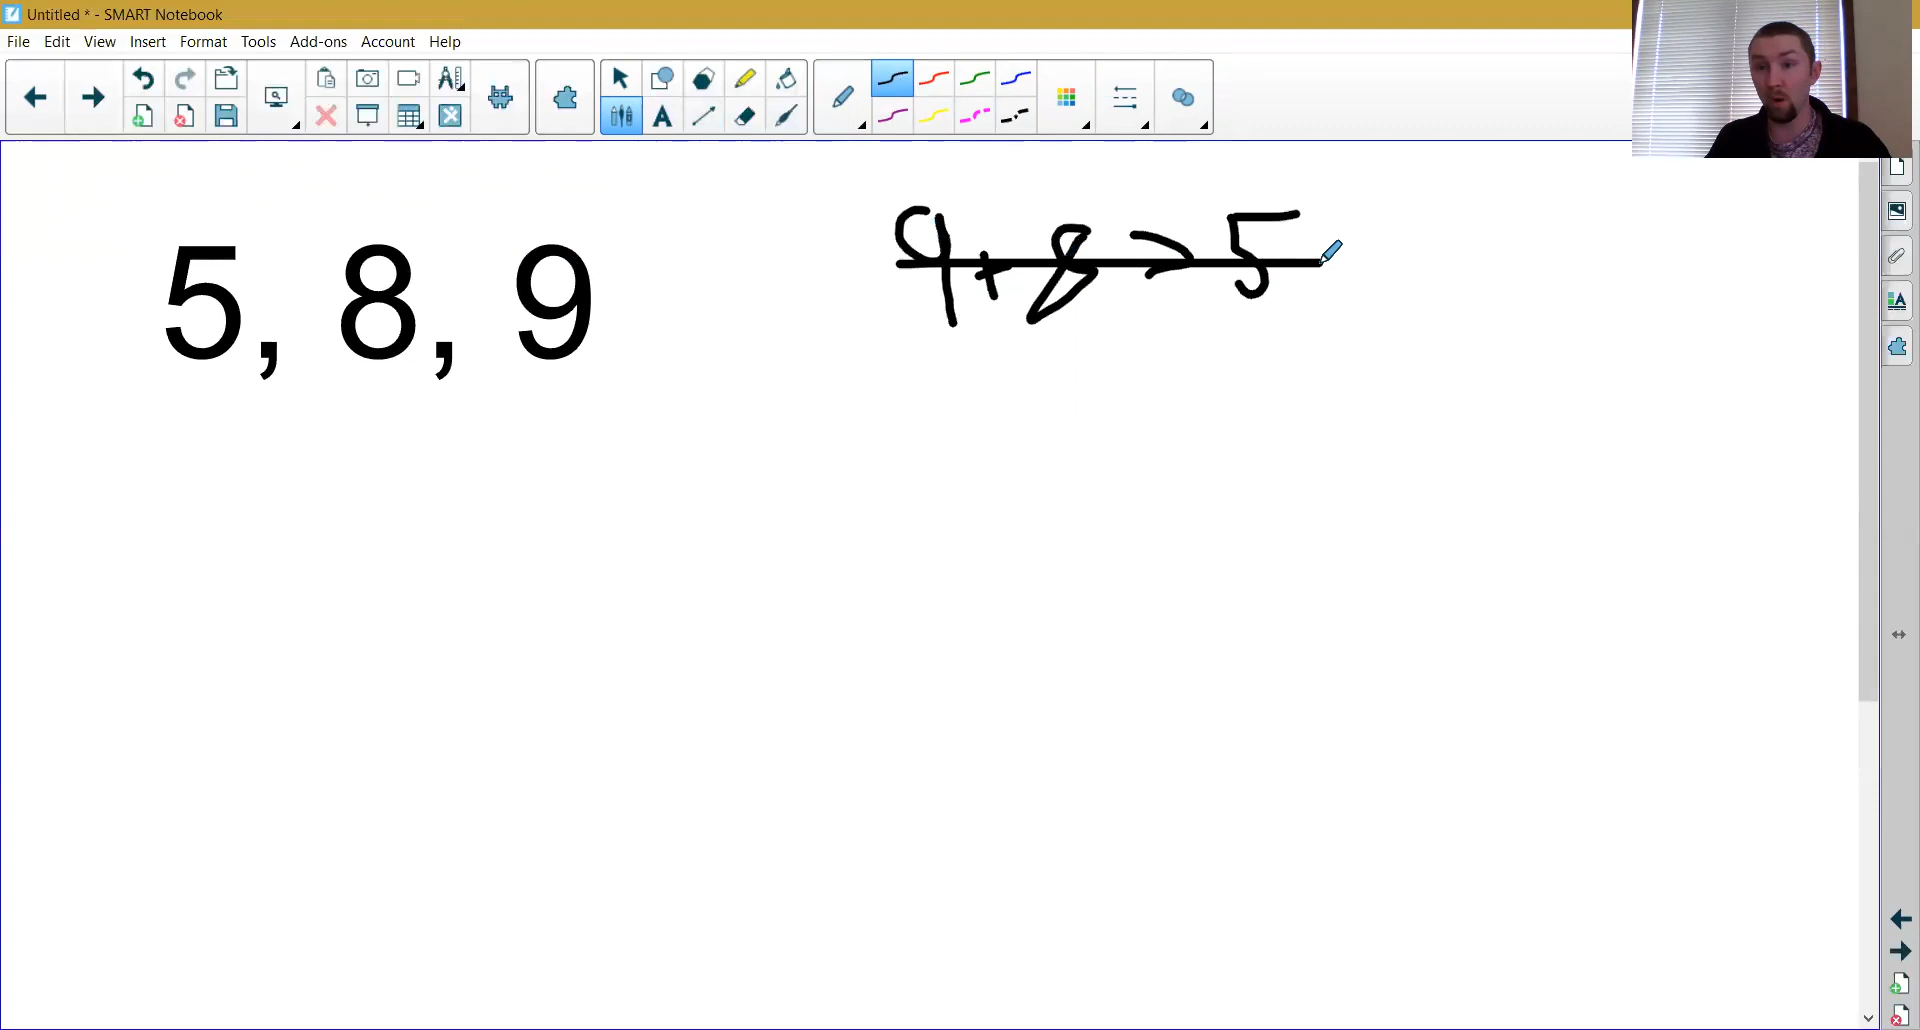 Untitled * - SMART Notebook
File Edit View Insert Format Tools Add-ons Account Help
5, 8, 9
9+8>5